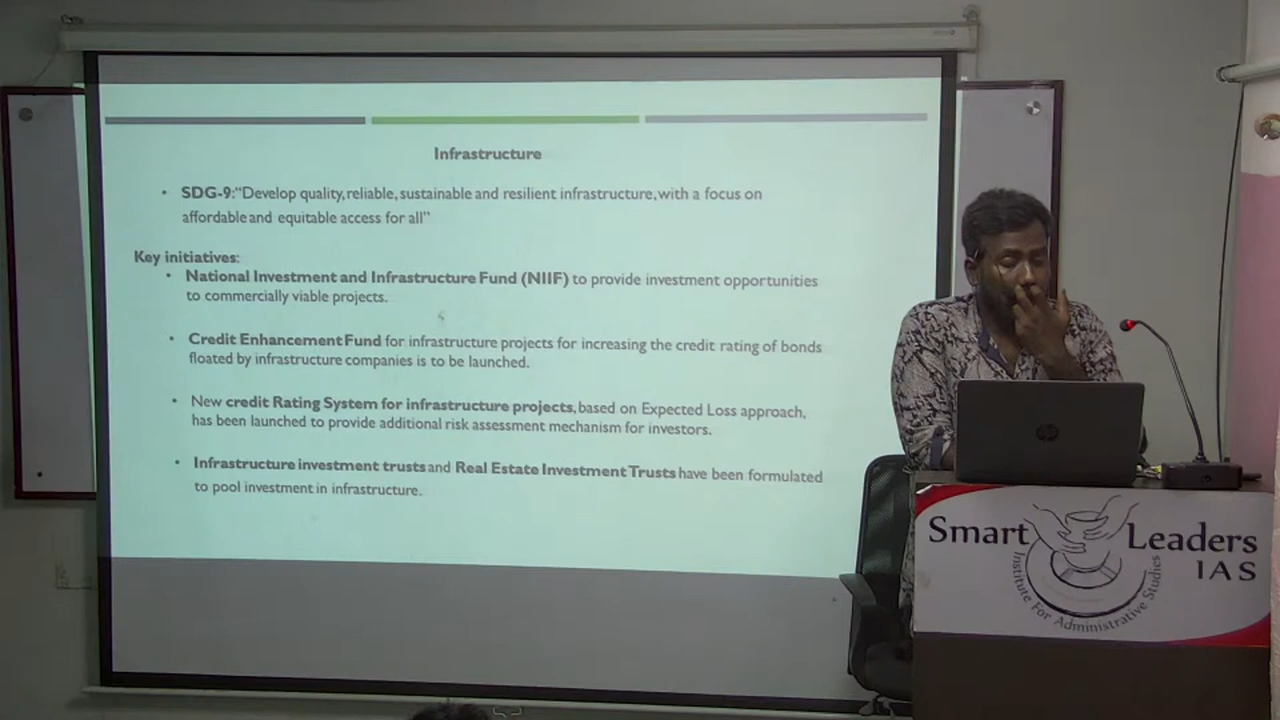 Infrastructure
• SDG-9:"Develop quality, reliable, sustainable and resilient infrastructure, with a focus on
affordable and equitable access for all"
Key initiatives:
• National Investment and Infrastructure Fund (NIIF) to provide investment opportunities
to commercially viable projects.
• Credit Enhancement Fund for infrastructure projects for increasing the credit rating of bonds
floated by infrastructure companies is to be launched.
• New credit Rating System for infrastructure projects, based on Expected Loss approach,
has been launched to provide additional risk assessment mechanism for investors.
• Infrastructure investment trusts and Real Estate Investment Trusts have been formulated
to pool investment in infrastructure.
hp
Smart Leaders
IAS
Institute For Administrative Studies